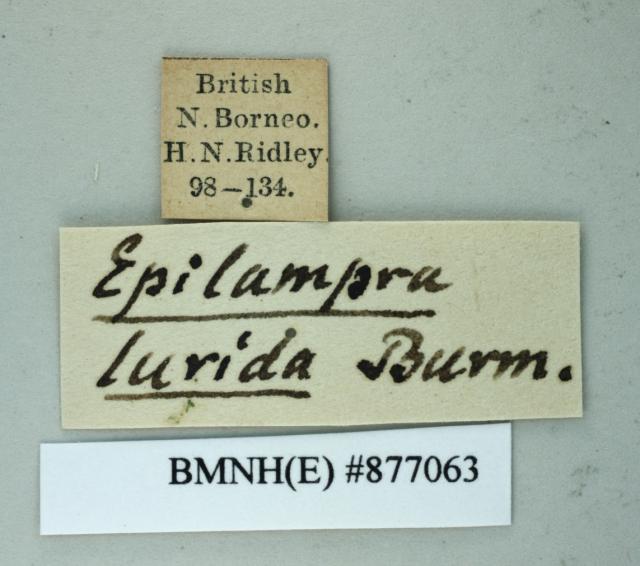 British
N. Borneo.
H. N. Ridley.
98–134.
Epilampra
lurida Burm.
BMNH(E) #877063